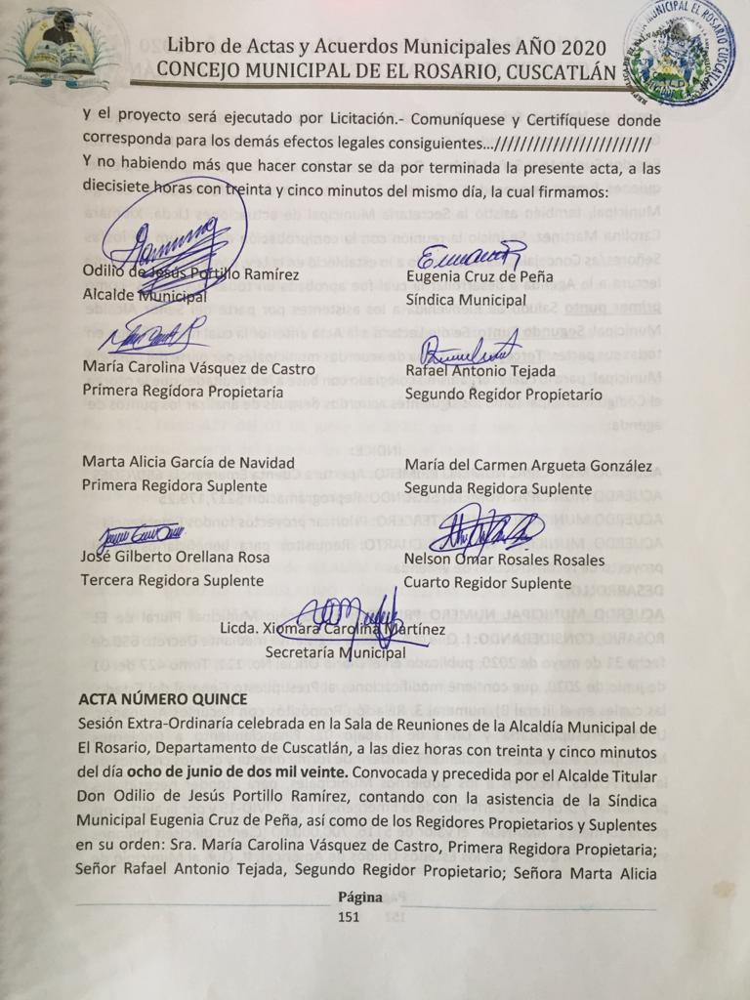 Libro de Actas y Acuerdos Municipales AÑO 2020
CONCEJO MUNICIPAL DE EL ROSARIO, CUSCATLÁN
y el proyecto será ejecutado por Licitación.- Comuníquese y Certifíquese donde
corresponda para los demás efectos legales consiguientes...///////////////////////
Y no habiendo más que hacer constar se da por terminada la presente acta, a las
diecisiete horas con treinta y cinco minutos del mismo día, la cual firmamos:
Odilio de Jesús Portillo Ramírez
Alcalde Municipal
Eugenia Cruz de Peña
Síndica Municipal
María Carolina Vásquez de Castro
Primera Regidora Propietaria
Rafael Antonio Tejada
Segundo Regidor Propietario
Marta Alicia García de Navidad
Primera Regidora Suplente
María del Carmen Argueta González
Segunda Regidora Suplente
José Gilberto Orellana Rosa
Tercera Regidora Suplente
Nelson Omar Rosales Rosales
Cuarto Regidor Suplente
Licda. Xiomara Carolina Martínez
Secretaría Municipal
ACTA NÚMERO QUINCE
Sesión Extra-Ordinaría celebrada en la Sala de Reuniones de la Alcaldía Municipal de
El Rosario, Departamento de Cuscatlán, a las diez horas con treinta y cinco minutos
del día ocho de junio de dos mil veinte. Convocada y precedida por el Alcalde Titular
Don Odilio de Jesús Portillo Ramírez, contando con la asistencia de la Síndica
Municipal Eugenia Cruz de Peña, así como de los Regidores Propietarios y Suplentes
en su orden: Sra. María Carolina Vásquez de Castro, Primera Regidora Propietaria;
Señor Rafael Antonio Tejada, Segundo Regidor Propietario; Señora Marta Alicia
Página
151